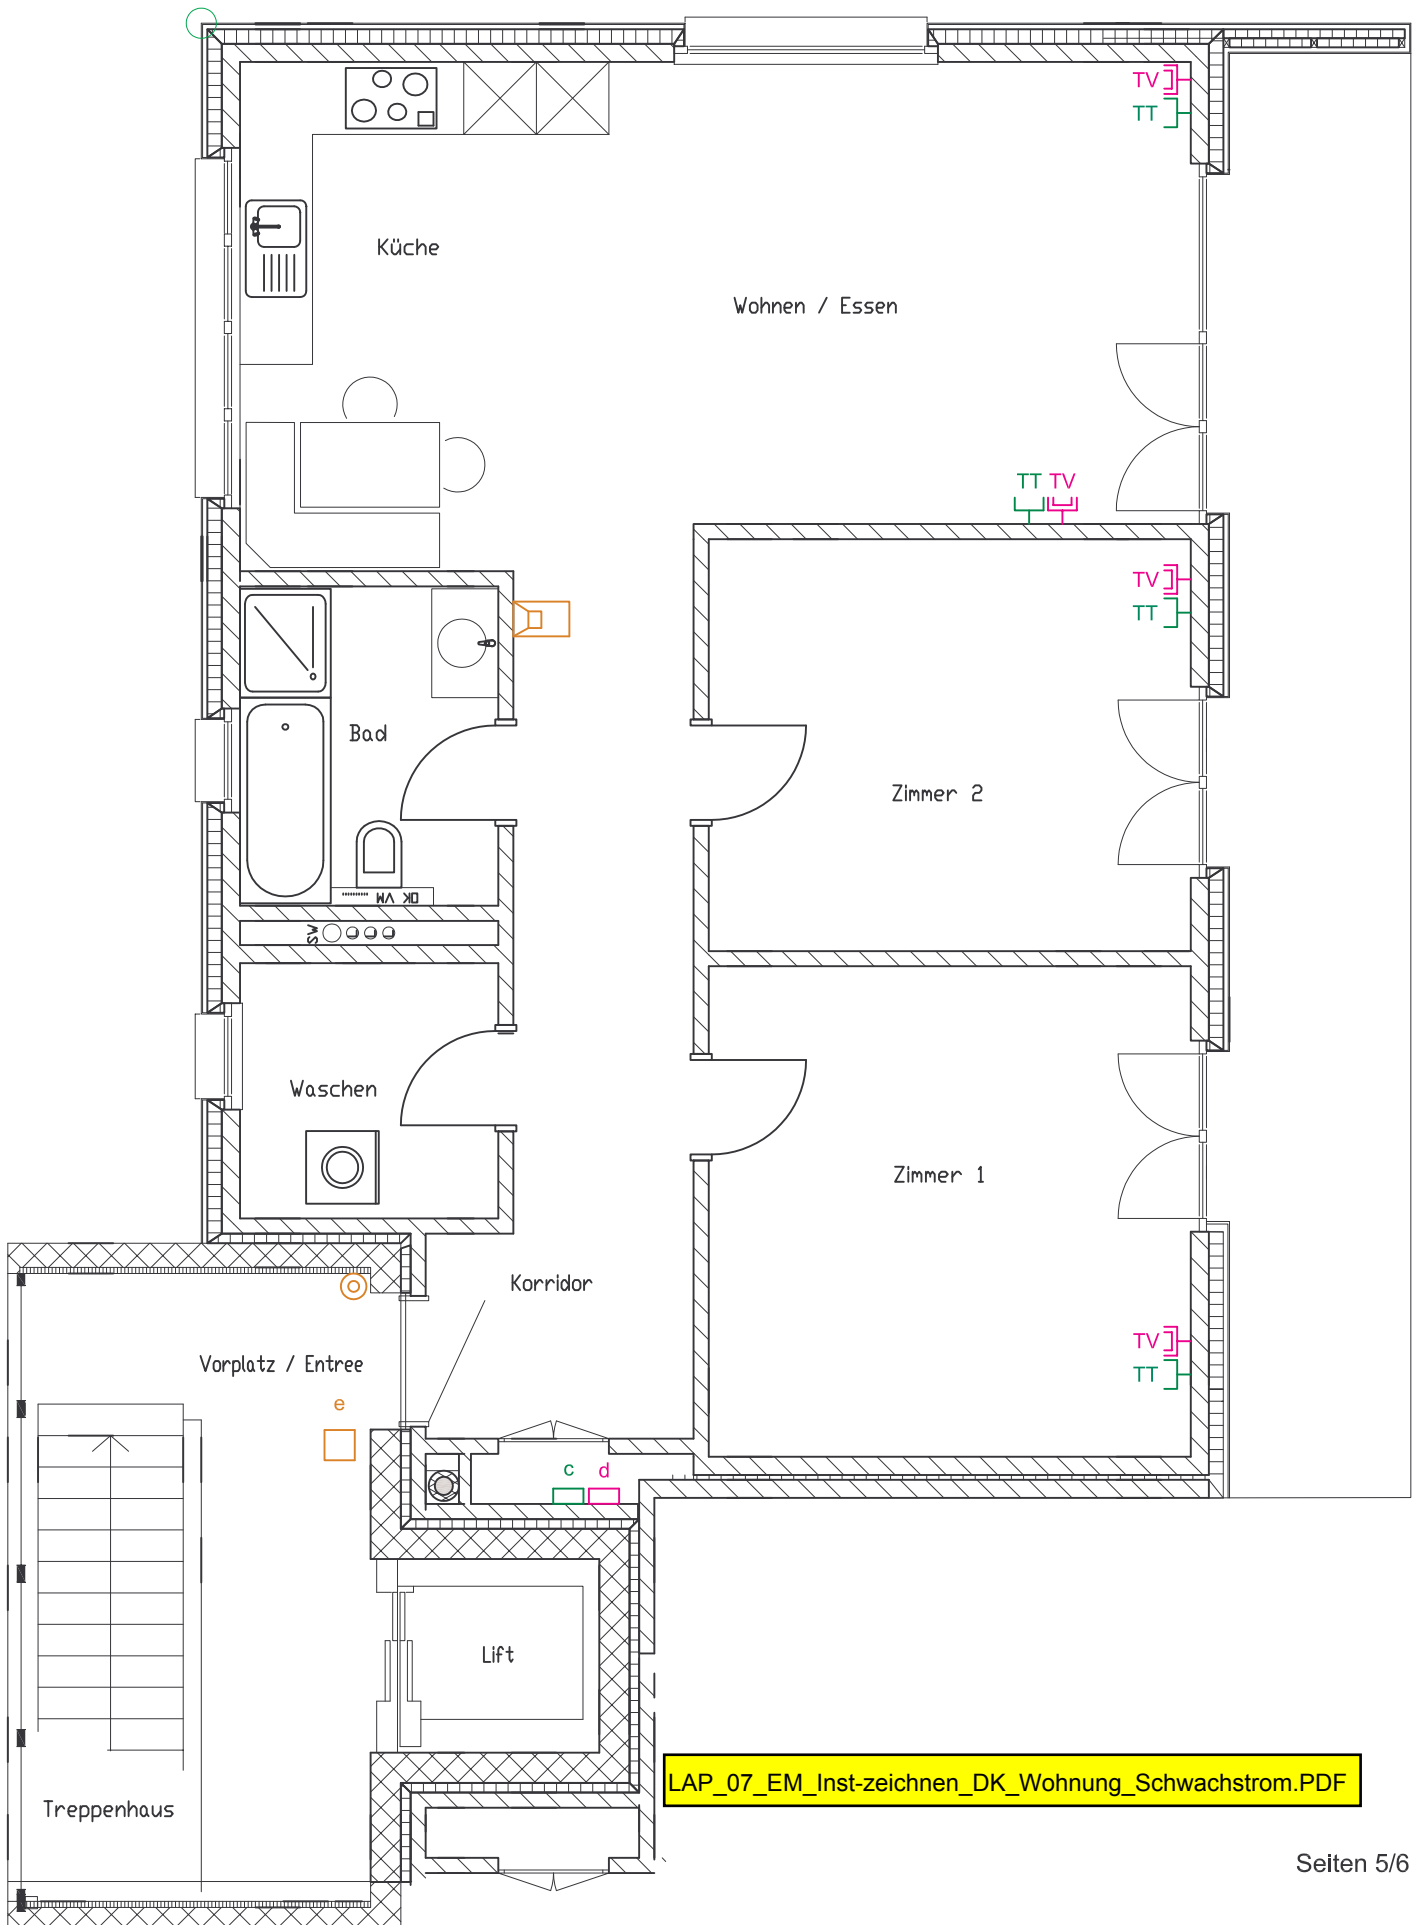 TV
TT
Küche
Wohnen / Essen
TT TV
TV
TT
Bad
Zimmer 2
OK VM
SW
Waschen
Zimmer 1
Korridor
TV
TT
Vorplatz / Entree
e
c d
Lift
LAP_07_EM_Inst-zeichnen_DK_Wohnung_Schwachstrom.PDF
Treppenhaus
Seiten 5/6